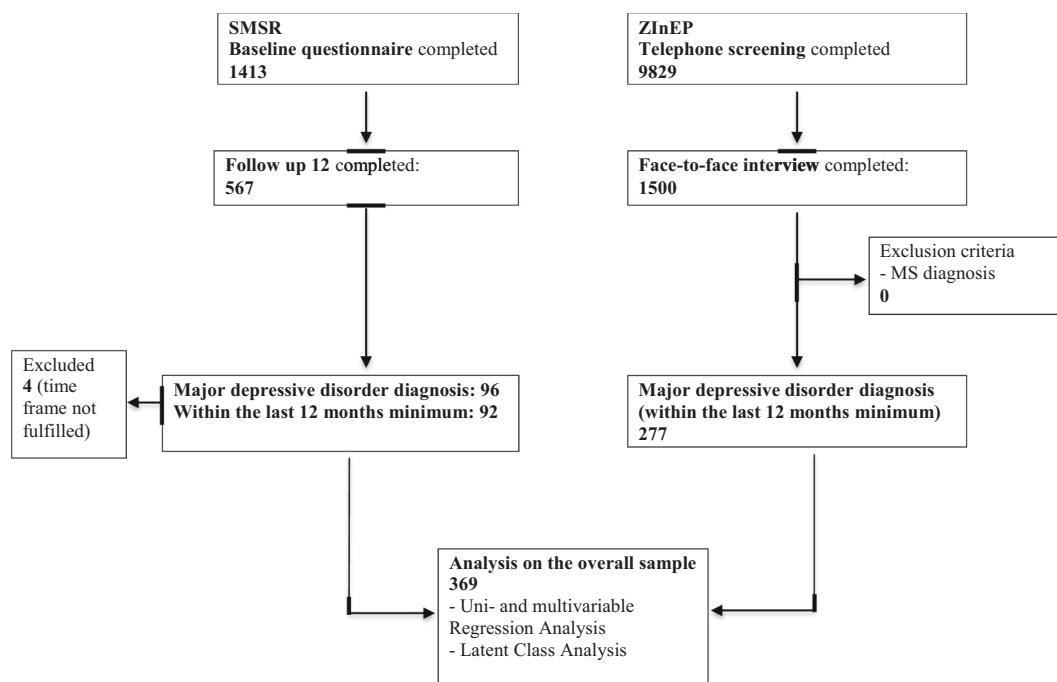 SMSR
Baseline questionnaire completed
1413
ZInEP
Telephone screening completed
9829
Follow up 12 completed:
567
Face-to-face interview completed:
1500
Exclusion criteria
- MS diagnosis
0
Excluded
4 (time
frame not
fulfilled)
Major depressive disorder diagnosis: 96
Within the last 12 months minimum: 92
Major depressive disorder diagnosis
(within the last 12 months minimum)
277
Analysis on the overall sample
369
- Uni- and multivariable
Regression Analysis
- Latent Class Analysis